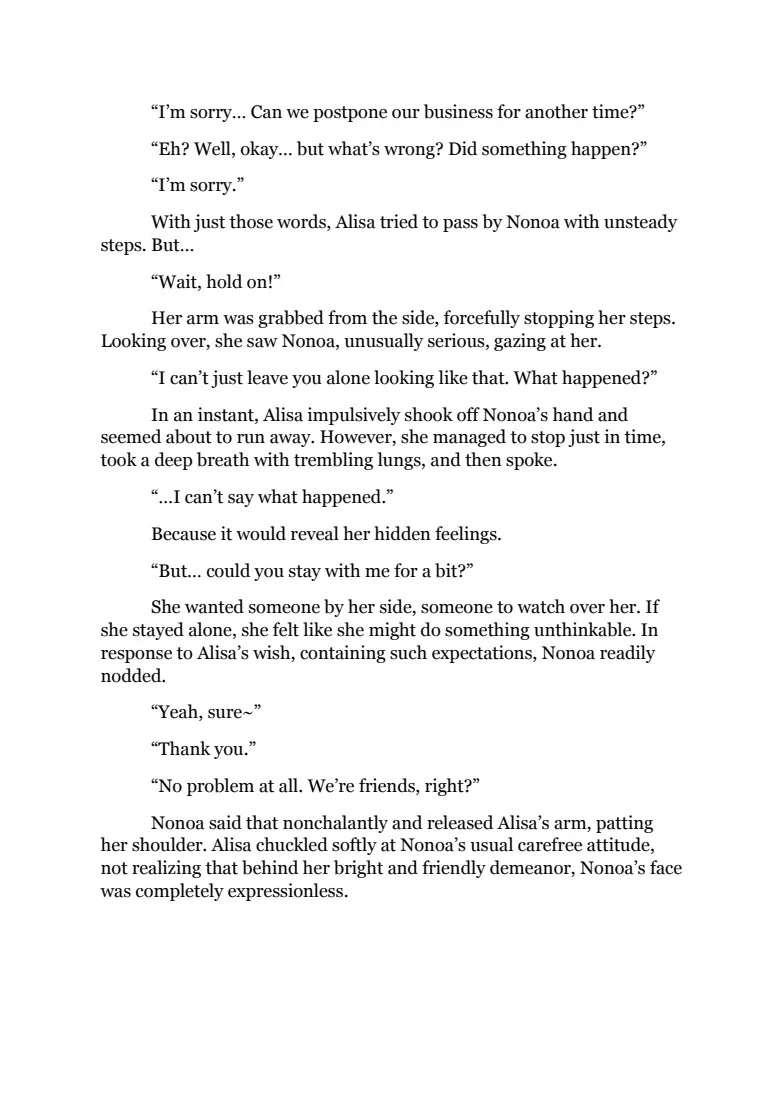 “I’m sorry… Can we postpone our business for another time?”
“Eh? Well, okay… but what’s wrong? Did something happen?”
“I’m sorry.”
With just those words, Alisa tried to pass by Nonoa with unsteady
steps. But…
“Wait, hold on!”
Her arm was grabbed from the side, forcefully stopping her steps.
Looking over, she saw Nonoa, unusually serious, gazing at her.
“I can’t just leave you alone looking like that. What happened?”
In an instant, Alisa impulsively shook off Nonoa’s hand and
seemed about to run away. However, she managed to stop just in time,
took a deep breath with trembling lungs, and then spoke.
“…I can’t say what happened.”
Because it would reveal her hidden feelings.
“But… could you stay with me for a bit?”
She wanted someone by her side, someone to watch over her. If
she stayed alone, she felt like she might do something unthinkable. In
response to Alisa’s wish, containing such expectations, Nonoa readily
nodded.
“Yeah, sure~”
“Thank you.”
“No problem at all. We’re friends, right?”
Nonoa said that nonchalantly and released Alisa’s arm, patting
her shoulder. Alisa chuckled softly at Nonoa’s usual carefree attitude,
not realizing that behind her bright and friendly demeanor, Nonoa’s face
was completely expressionless.